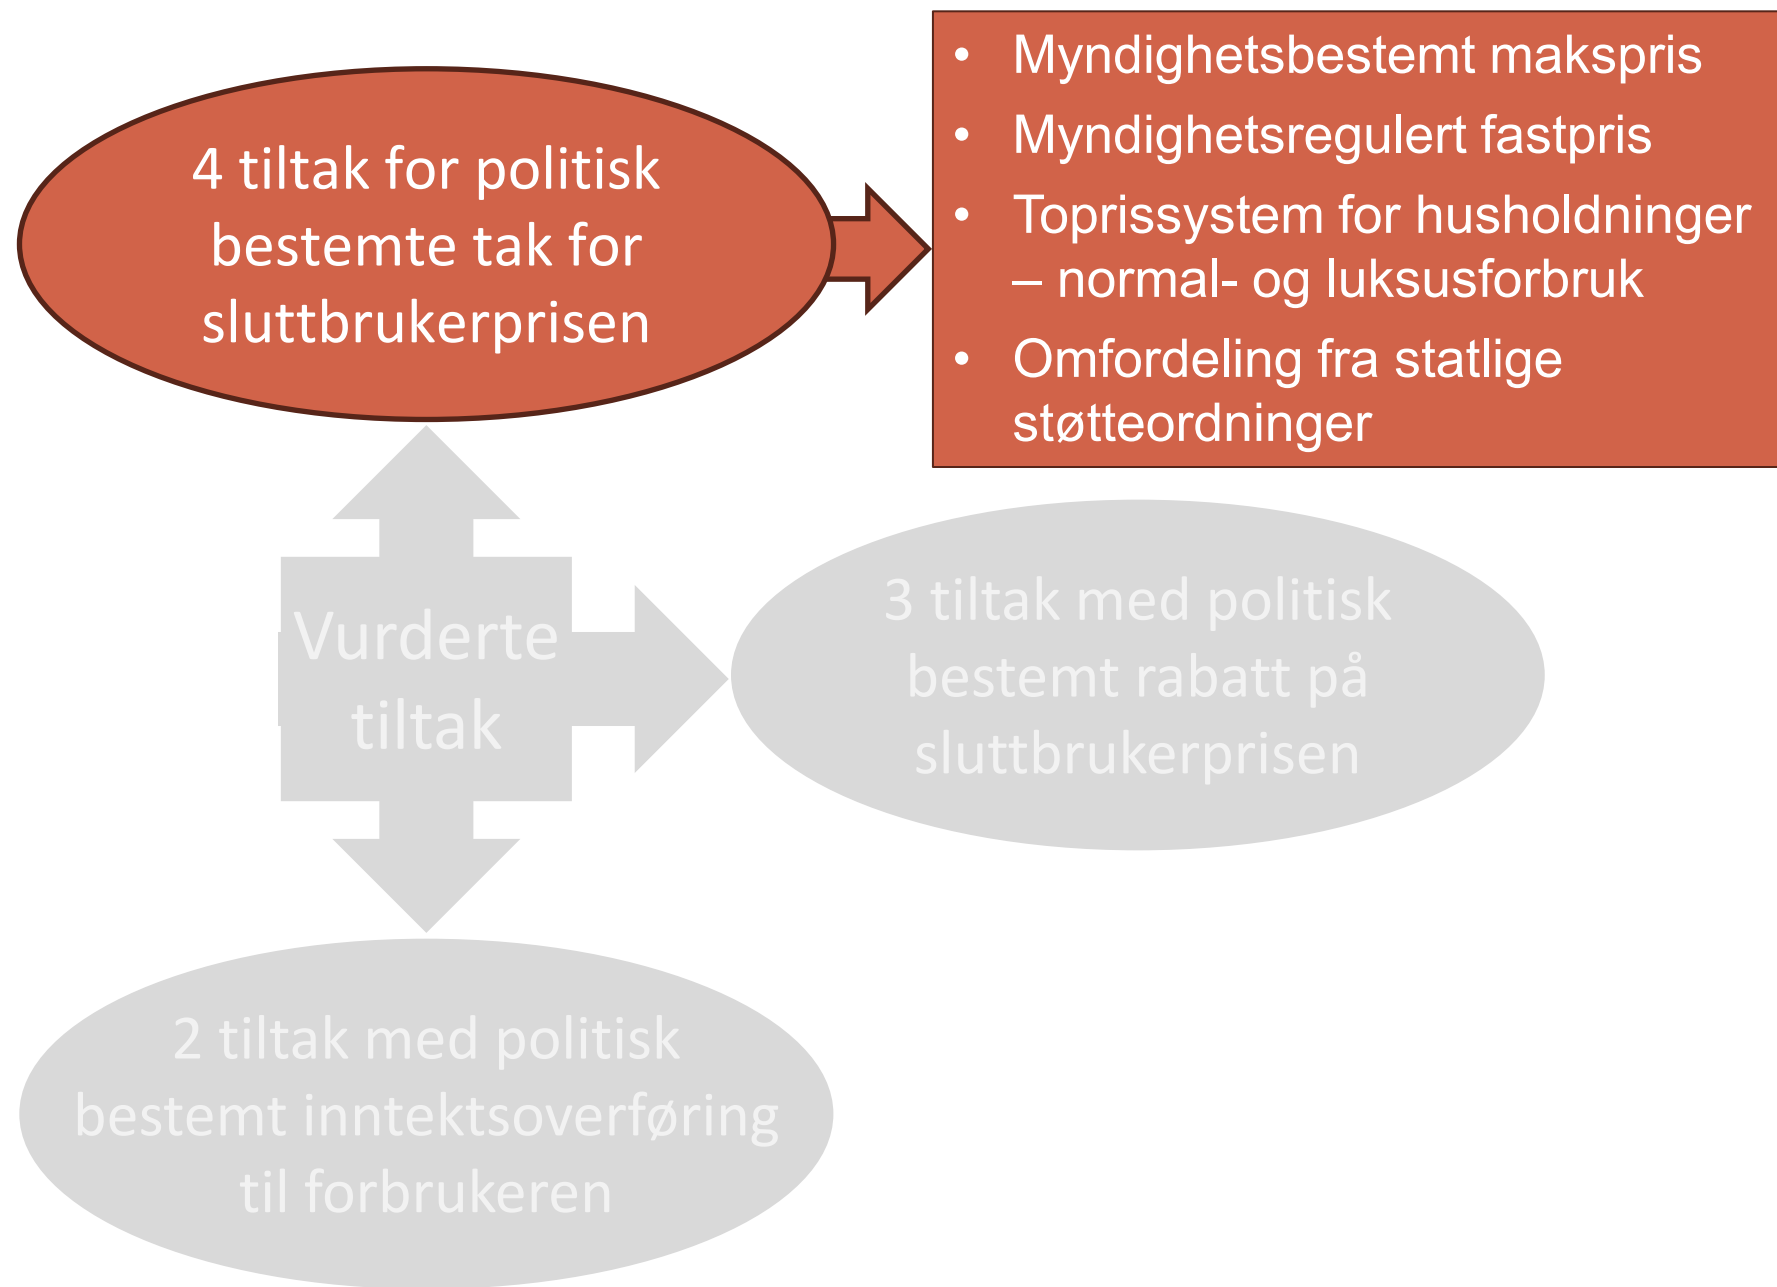 4 tiltak for politisk
bestemte tak for
sluttbrukerprisen
• Myndighetsbestemt makspris
• Myndighetsregulert fastpris
• Toprissystem for husholdninger
– normal- og luksusforbruk
• Omfordeling fra statlige
støtteordninger
Vurderte
tiltak
3 tiltak med politisk
bestemt rabatt på
sluttbrukerprisen
2 tiltak med politisk
bestemt inntektsoverføring
til forbrukeren